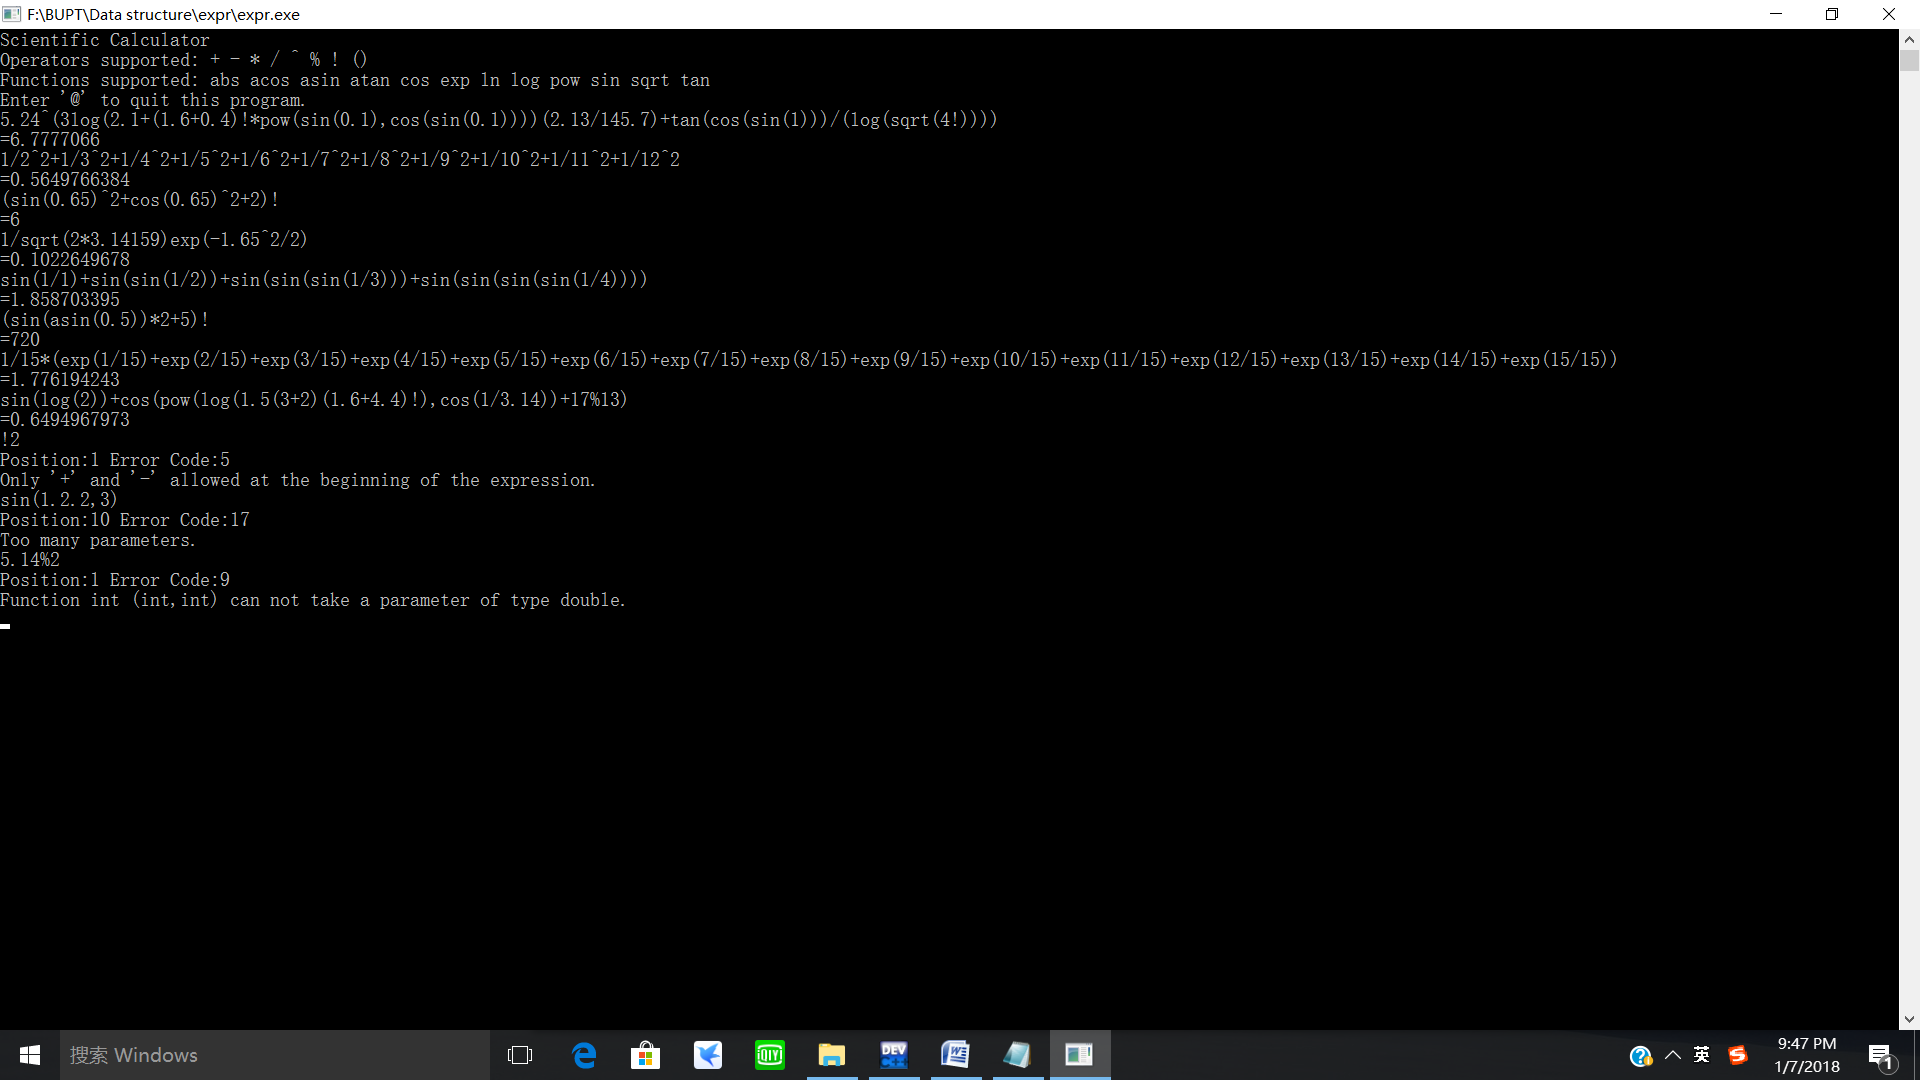 F:\BUPT\Data structure\expr\expr.exe
Scientific Calculator
Operators supported: + - * / ^ % ! ()
Functions supported: abs acos asin atan cos exp ln log pow sin sqrt tan
Enter '@' to quit this program.
5.24^(3log(2.1+(1.6+0.4)!*pow(sin(0.1),cos(sin(0.1))))(2.13/145.7)+tan(cos(sin(1)))/(log(sqrt(4!))))
=6.7777066
1/2^2+1/3^2+1/4^2+1/5^2+1/6^2+1/7^2+1/8^2+1/9^2+1/10^2+1/11^2+1/12^2
=0.5649766384
(sin(0.65)^2+cos(0.65)^2+2)!
=6
1/sqrt(2*3.14159)exp(-1.65^2/2)
=0.1022649678
sin(1/1)+sin(sin(1/2))+sin(sin(sin(1/3)))+sin(sin(sin(sin(1/4))))
=1.858703395
(sin(asin(0.5))*2+5)!
=720
1/15*(exp(1/15)+exp(2/15)+exp(3/15)+exp(4/15)+exp(5/15)+exp(6/15)+exp(7/15)+exp(8/15)+exp(9/15)+exp(10/15)+exp(11/15)+exp(12/15)+exp(13/15)+exp(14/15)+exp(15/15))
=1.776194243
sin(log(2))+cos(pow(log(1.5(3+2)(1.6+4.4)!),cos(1/3.14))+17%13)
=0.6494967973
!2
Position:1 Error Code:5
Only '+' and '-' allowed at the beginning of the expression.
sin(1.2.2,3)
Position:10 Error Code:17
Too many parameters.
5.14%2
Position:1 Error Code:9
Function int (int,int) can not take a parameter of type double.
搜索 Windows
QIY
DEV
C++
英
9:47 PM
1/7/2018
1